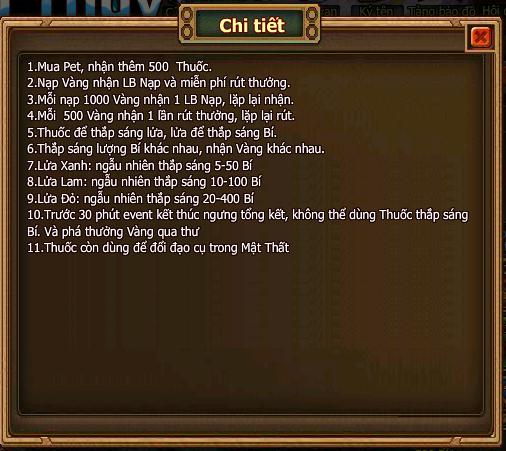 Ký tên
Chi tiết
1.Mua Pet, nhận thêm 500 Thuốc.
2.Nạp Vàng nhận LB Nạp và miễn phí rút thưởng.
3.Mỗi nạp 1000 Vàng nhận 1 LB Nạp, lặp lại nhận.
4.Mỗi 500 Vàng nhận 1 lần rút thưởng, lặp lại rút.
5.Thuốc để thắp sáng lửa, lửa để thắp sáng Bí.
6.Thắp sáng lượng Bí khác nhau, nhận Vàng khác nhau.
7.Lửa Xanh: ngẫu nhiên thắp sáng 5-50 Bí
8.Lửa Lam: ngẫu nhiên thắp sáng 10-100 Bí
9.Lửa Đỏ: ngẫu nhiên thắp sáng 20-400 Bí
10.Trước 30 phút event kết thúc ngưng tổng kết, không thể dùng Thuốc thắp sáng
Bí. Và phá thưởng Vàng qua thư
11.Thuốc còn dùng để đổi đạo cụ trong Mật Thất